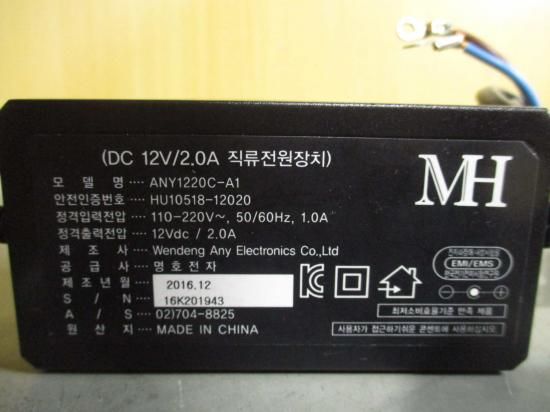 (DC 12V/2.0A 직류전원장치)
모 델 명 ···· ANY1220C-A1
안전인증번호 ···· HU10518-12020
정격입력전압 ···· 110-220V~, 50/60Hz, 1.0A
정격출력전압 ···· 12Vdc / 2.0A
제 조 사 ···· Wendeng Any Electronics Co.,Ltd
공 급 사 ···· 명호전자
제 조 년 월 ···· 2016.12
S / N ···· 16K201943
A / S ···· 02)704-8825
원 산 지 ···· MADE IN CHINA
MH
EMI/EMS
최저소비효율기준 만족 제품
사용자가 접근하기쉬운 콘센트에 사용하십시오